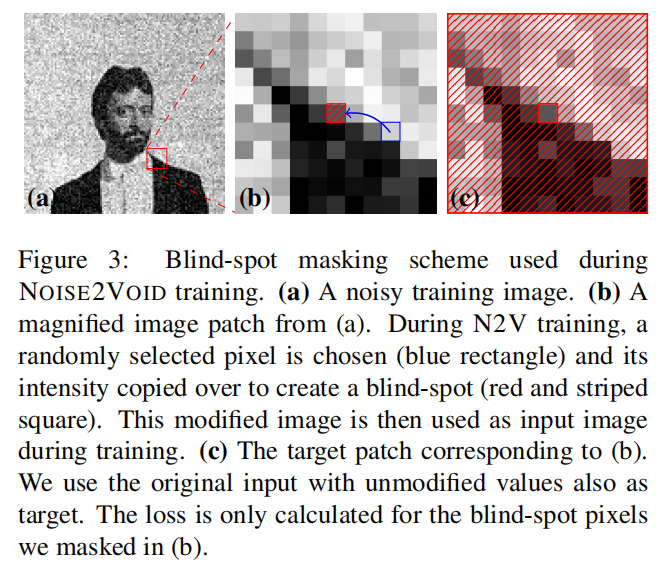 (a)
(b)
(c)
Figure 3: Blind-spot masking scheme used during
NOISE2VOID training. (a) A noisy training image. (b) A
magnified image patch from (a). During N2V training, a
randomly selected pixel is chosen (blue rectangle) and its
intensity copied over to create a blind-spot (red and striped
square). This modified image is then used as input image
during training. (c) The target patch corresponding to (b).
We use the original input with unmodified values also as
target. The loss is only calculated for the blind-spot pixels
we masked in (b).